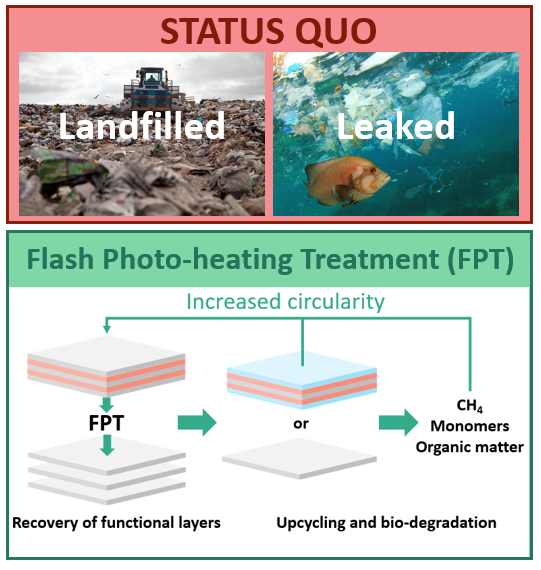 STATUS QUO
Landfilled
Leaked
Flash Photo-heating Treatment (FPT)
Increased circularity
FPT
or
CH₄
Monomers
Organic matter
Recovery of functional layers
Upcycling and bio-degradation